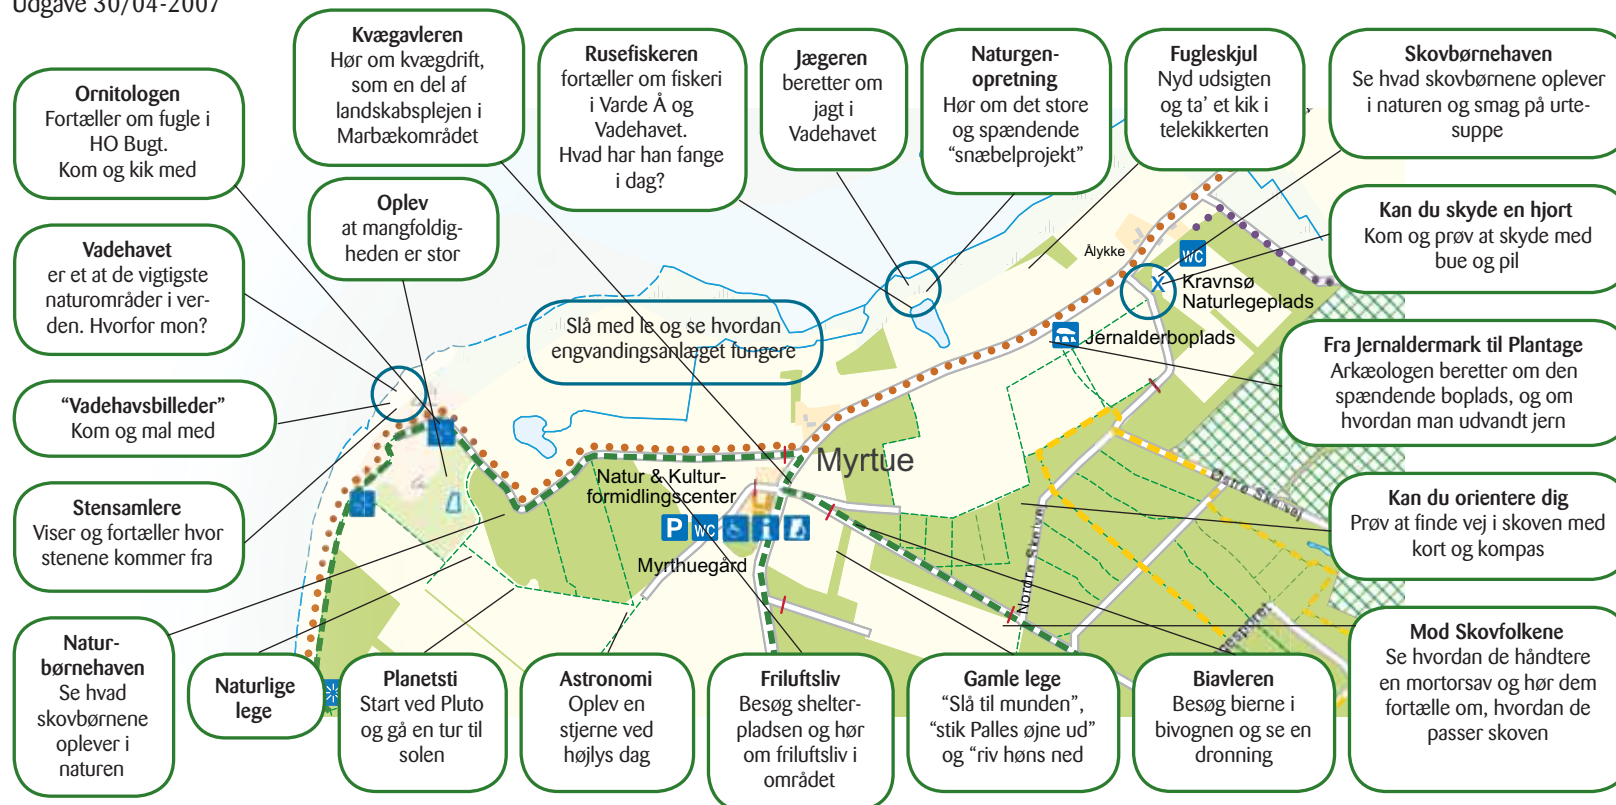 Udgave 30/04-2007
Ornitologen
Fortæller om fugle i
HO Bugt.
Kom og kik med
Kvægavleren
Hør om kvægdrift,
som en del af
landskabsplejen i
Marbækområdet
Rusefiskeren
fortæller om fiskeri
i Varde Å og
Vadehavet.
Hvad har han fange
i dag?
Jægeren
beretter om
jagt i
Vadehavet
Naturgen-
opretning
Hør om det store
og spændende
“snæbelprojekt”
Fugleskjul
Nyd udsigten
og ta’ et kik i
telekikkerten
Skovbørnehaven
Se hvad skovbørnene oplever
i naturen og smag på urte-
suppe
Oplev
at mangfoldig-
heden er stor
Vadehavet
er et at de vigtigste
naturområder i ver-
den. Hvorfor mon?
Kan du skyde en hjort
Kom og prøv at skyde med
bue og pil
Slå med le og se hvordan
engvandingsanlæget fungere
Ålykke
WC
X
Kravnsø
Naturlegeplads
Jernalderboplads
Fra Jernaldermark til Plantage
Arkæologen beretter om den
spændende boplads, og om
hvordan man udvandt jern
“Vadehavsbilleder”
Kom og mal med
Myrtue
Natur & Kultur-
formidlingscenter
P WC i
Myrthuegård
Østre Skovvej
Nordre Skelvej
Stensamlere
Viser og fortæller hvor
stenene kommer fra
Kan du orientere dig
Prøv at finde vej i skoven med
kort og kompas
Natur-
børnehaven
Se hvad
skovbørnene
oplever i
naturen
Naturlige
lege
Planetsti
Start ved Pluto
og gå en tur til
solen
Astronomi
Oplev en
stjerne ved
højlys dag
Friluftsliv
Besøg shelter-
pladsen og hør
om friluftsliv i
området
Gamle lege
“Slå til munden”,
“stik Palles øjne ud”
og “riv høns ned
Biavleren
Besøg bierne i
bivognen og se en
dronning
Mod Skovfolkene
Se hvordan de håndtere
en mortorsav og hør dem
fortælle om, hvordan de
passer skoven